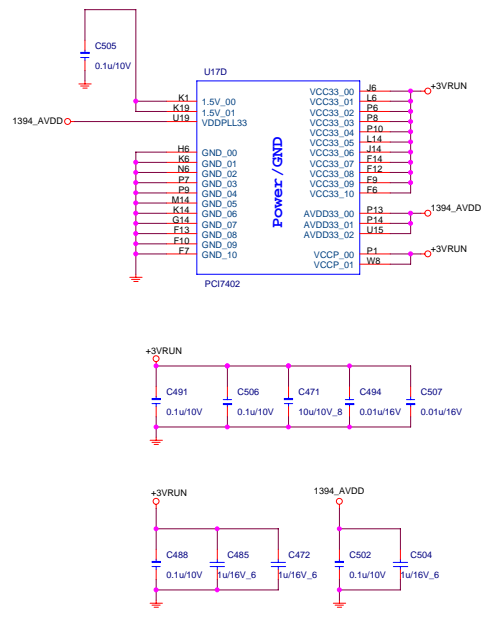 C505
0.1u/10V
U17D
K1 1.5V_00
K19 1.5V_01
1394_AVDD U19 VDDPLL33
H6 GND_00
K6 GND_01
N6 GND_02
P7 GND_03
P9 GND_04
M14 GND_05
K14 GND_06
G14 GND_07
F13 GND_08
F10 GND_09
F7 GND_10
Power/GND
VCC33_00 J6 +3VRUN
VCC33_01 L6
VCC33_02 P6
VCC33_03 P8
VCC33_04 P10
VCC33_05 L14
VCC33_06 J14
VCC33_07 F14
VCC33_08 F12
VCC33_09 F9
VCC33_10 F6
AVDD33_00 P13 1394_AVDD
AVDD33_01 P14
AVDD33_02 U15
VCCP_00 P1 +3VRUN
VCCP_01 W8
PCI7402
+3VRUN
C491 C506 C471 C494 C507
0.1u/10V 0.1u/10V 10u/10V_8 0.01u/16V 0.01u/16V
+3VRUN 1394_AVDD
C488 C485 C472 C502 C504
0.1u/10V 1u/16V_6 1u/16V_6 0.1u/10V 1u/16V_6